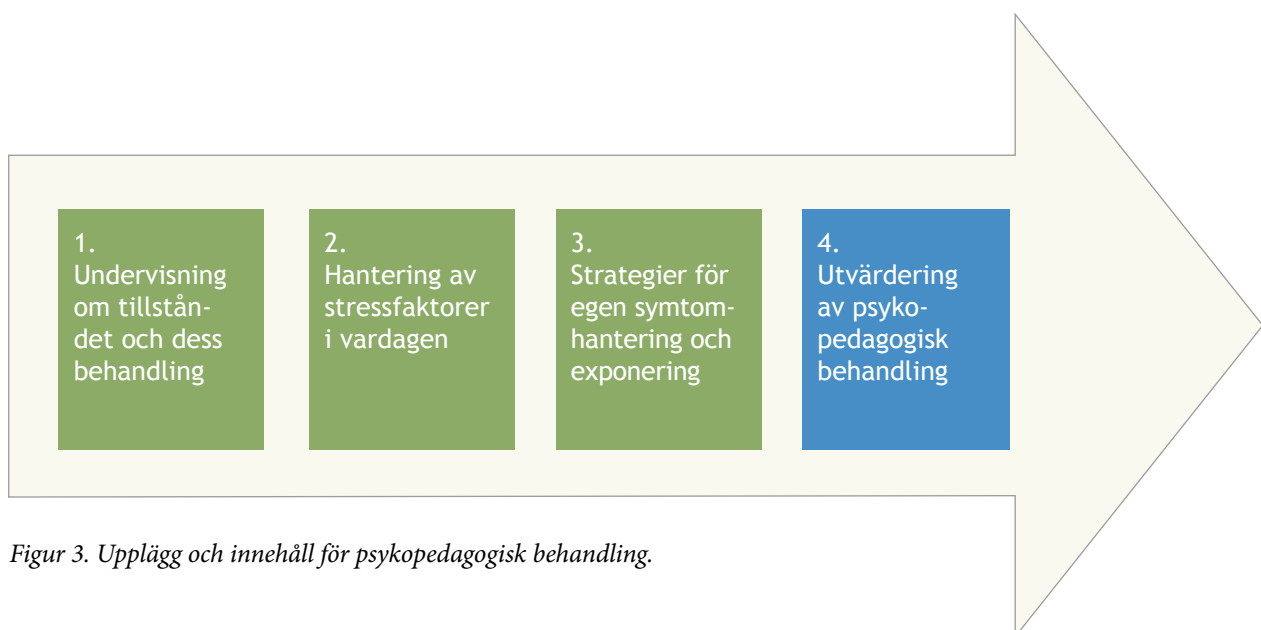 1.
Undervisning
om tillstån-
det och dess
behandling
2.
Hantering av
stressfaktorer
i vardagen
3.
Strategier för
egen symtom-
hantering och
exponering
4.
Utvärdering
av psyko-
pedagogisk
behandling
Figur 3. Upplägg och innehåll för psykopedagogisk behandling.